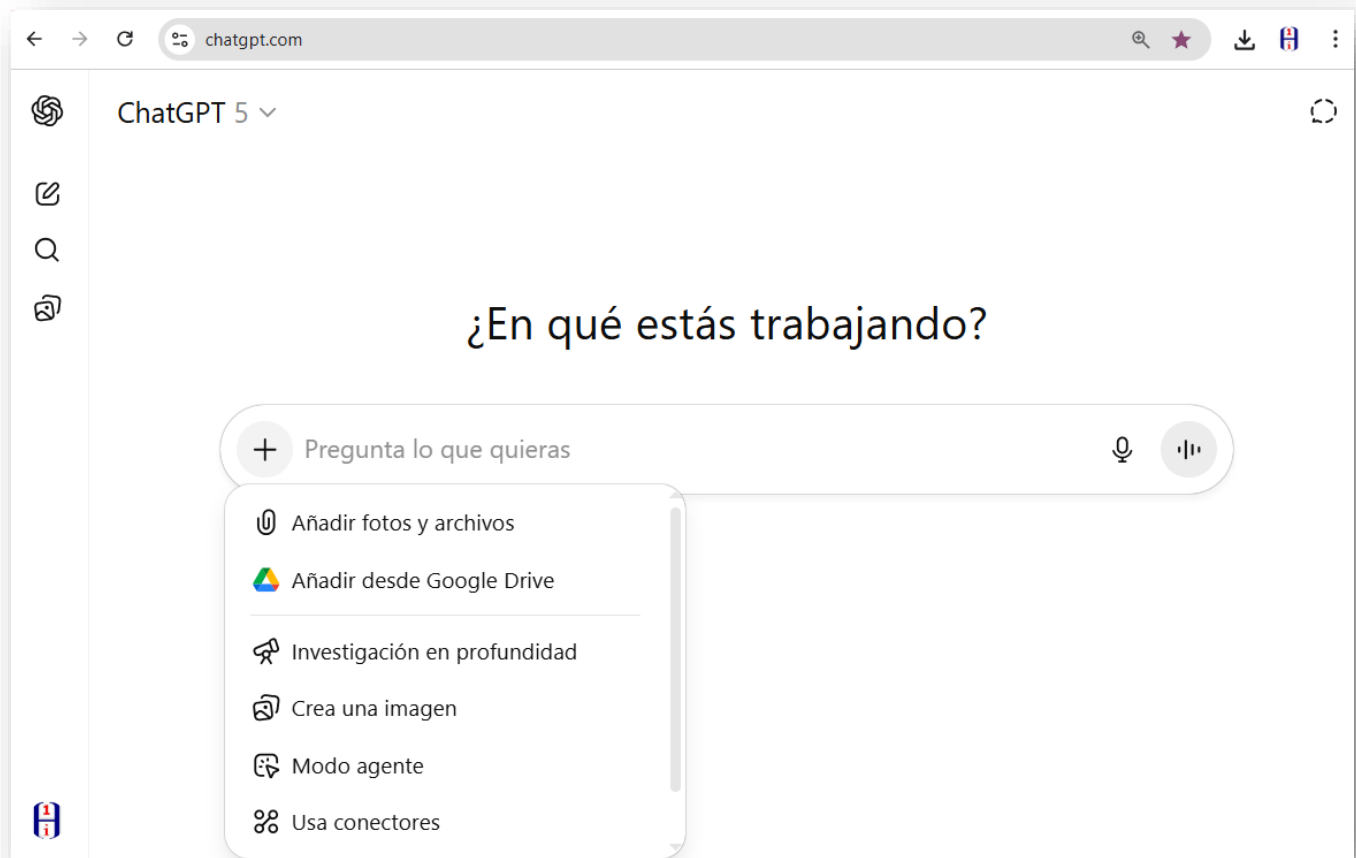 chatgpt.com
ChatGPT 5
¿En qué estás trabajando?
Pregunta lo que quieras
Añadir fotos y archivos
Añadir desde Google Drive
Investigación en profundidad
Crea una imagen
Modo agente
Usa conectores